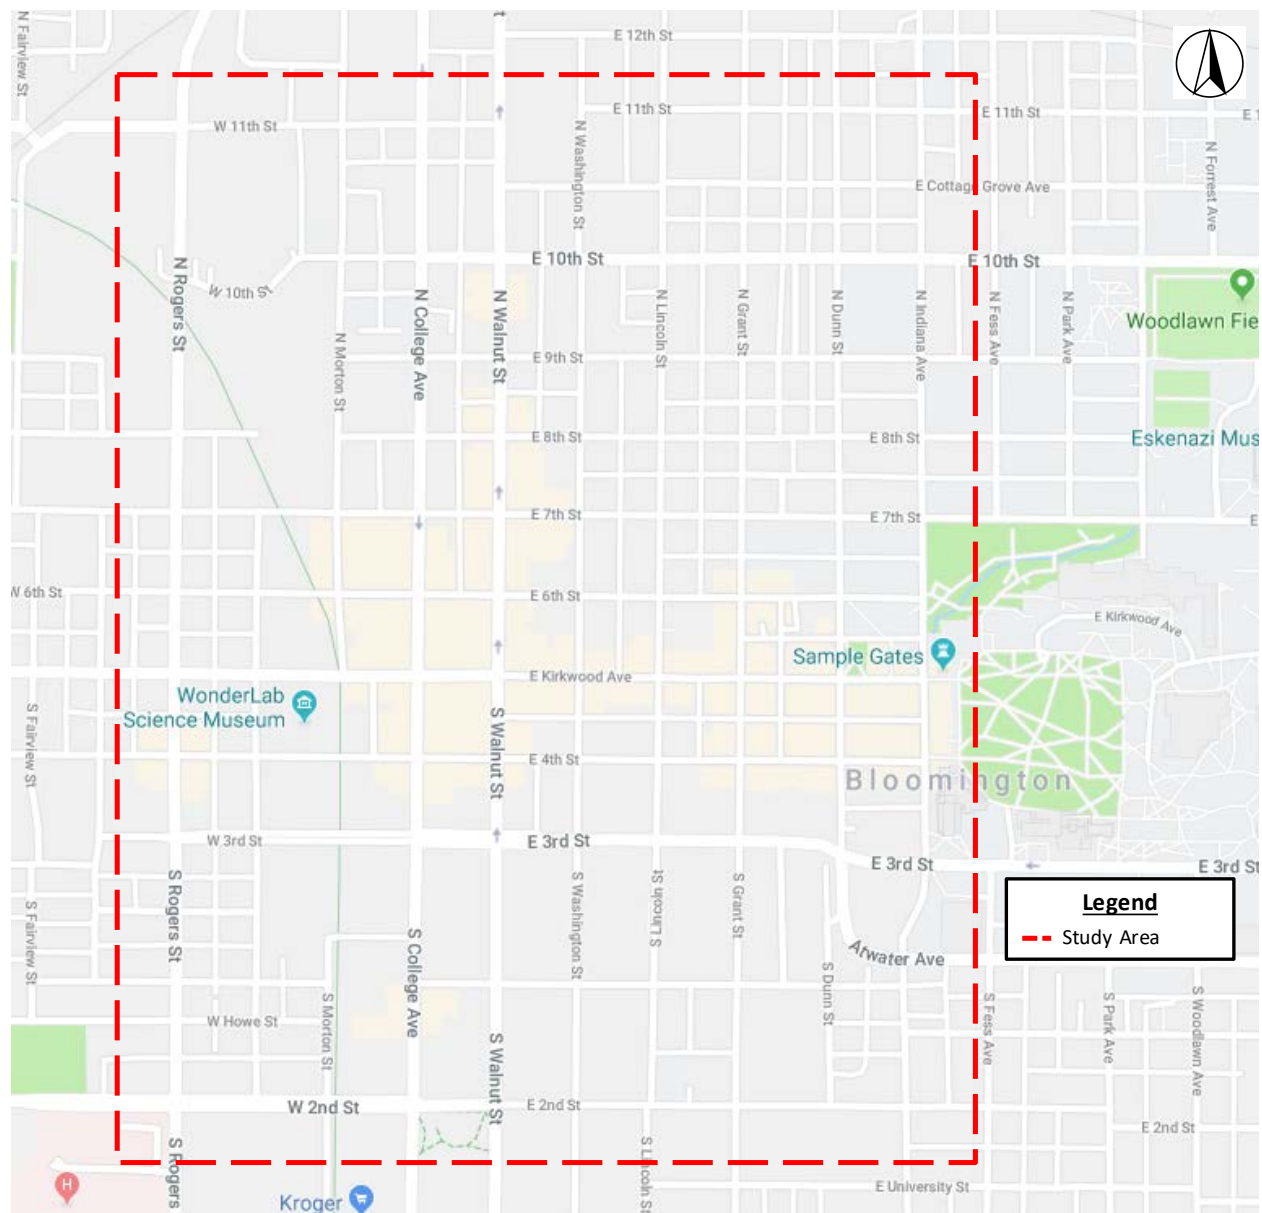 N Fairview St
t
E 12th St
E 11th St
E 11th St
E 1
W 11th St
N Washington St
N Forrest Ave
E Cottage Grove Ave
E 10th St
E 10th St
N Rogers St
W 10th St
N College Ave
N Walnut St
N Lincoln St
N Grant St
N Dunn St
N Indiana Ave
N Fess Ave
N Park Ave
Woodlawn Fie
N Morton St
E 9th St
E 8th St
E 8th St
Eskenazi Mus
E 7th St
E 7th St
E
W 6th St
E 6th St
E Kirkwood Ave
Sample Gates
E Kirkwood Ave
WonderLab
Science Museum
S Fairview St
S Walnut St
E 4th St
Bloomington
W 3rd St
E 3rd St
E 3rd St
E 3rd St
S Rogers St
S Washington St
S Lincoln St
S Grant St
Legend
Study Area
S Fairview St
S College Ave
Atwater Ave
S Dunn St
S Fess Ave
S Park Ave
S Woodlawn Ave
W Howe St
S Morton St
S Walnut St
W 2nd St
E 2nd St
E 2nd St
S Rogers
S Lincoln St
H
E University St
Kroger